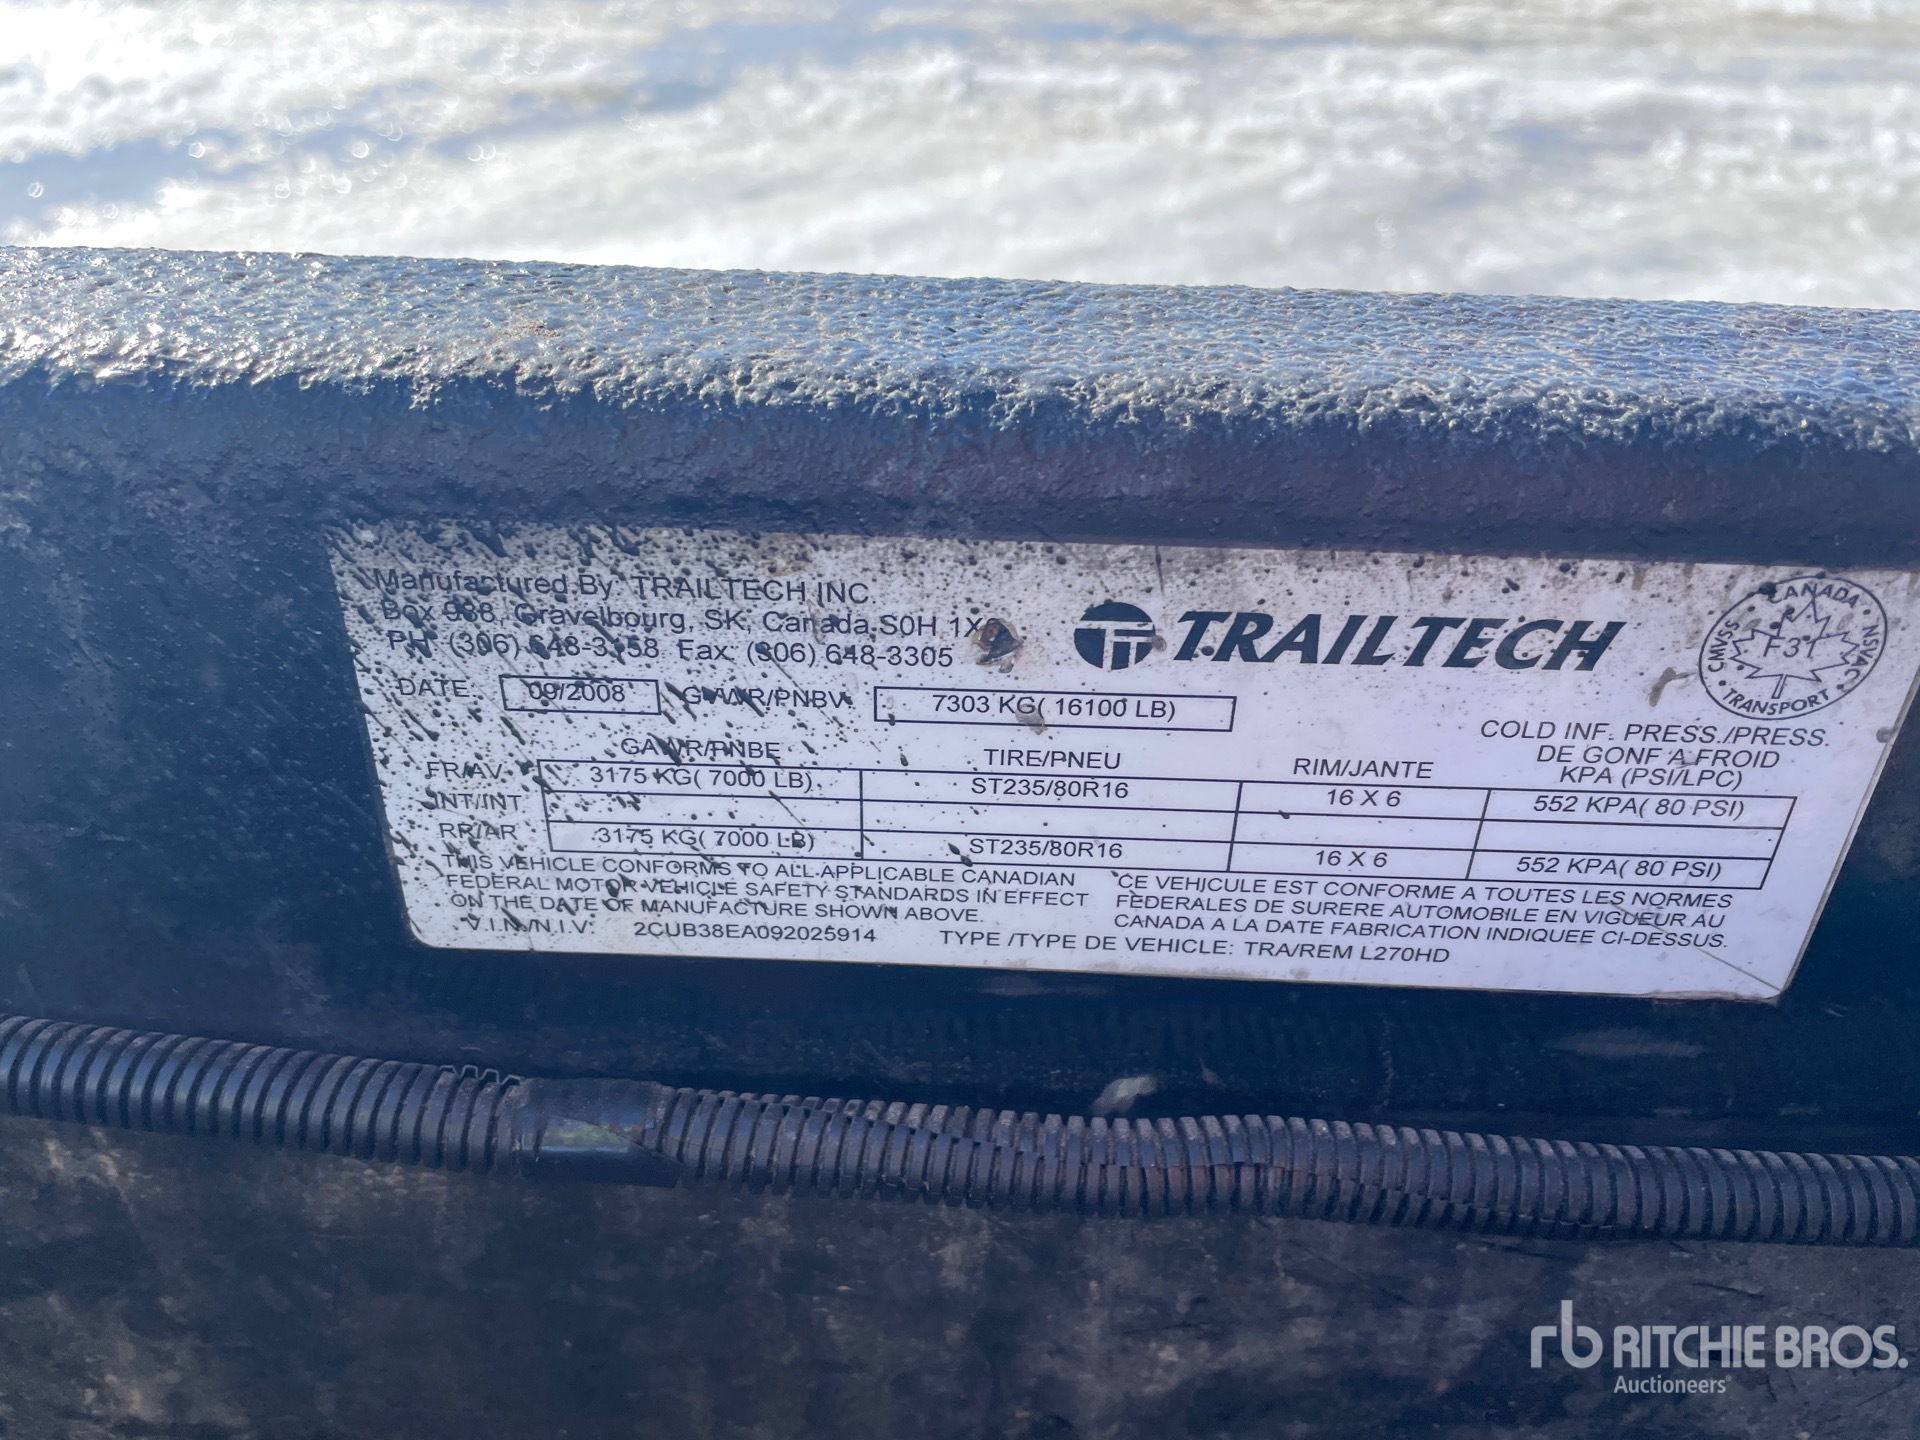 Manufactured By: TRAILTECH INC.
Box 988, Gravelbourg, SK, Canada S0H
PH: (306) 648-3158 Fax: (306) 648-3305
TRAILTECH
CANADA
CMVSS F31 NSVAC
TRANSPORT
DATE 09/2008 GVWR/PNBV 7303 KG( 16100 LB)
GAWR/PNBE TIRE/PNEU RIM/JANTE COLD INF. PRESS./PRESS.
DE GONF A FROID
KPA (PSI/LPC)
FR/AV 3175 KG( 7000 LB) ST235/80R16 16 X 6 552 KPA( 80 PSI)
INT/INT
RR/AR 3175 KG( 7000 LB) ST235/80R16 16 X 6 552 KPA( 80 PSI)
THIS VEHICLE CONFORMS TO ALL APPLICABLE CANADIAN
FEDERAL MOTOR VEHICLE SAFETY STANDARDS IN EFFECT
ON THE DATE OF MANUFACTURE SHOWN ABOVE.
CE VEHICULE EST CONFORME A TOUTES LES NORMES
FEDERALES DE SURERE AUTOMOBILE EN VIGUEUR AU
CANADA A LA DATE FABRICATION INDIQUEE CI-DESSUS.
V.I.N./N.I.V: 2CUB38EA092025914 TYPE /TYPE DE VEHICLE: TRA/REM L270HD
rb RITCHIE BROS.
Auctioneers